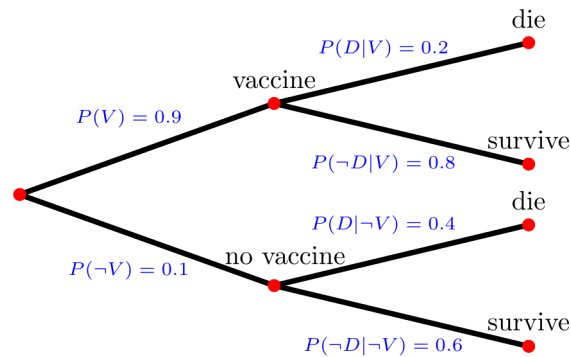 die
P(D|V) = 0.2
vaccine
P(V) = 0.9
survive
P(¬D|V) = 0.8
die
P(D|¬V) = 0.4
no vaccine
P(¬V) = 0.1
survive
P(¬D|¬V) = 0.6